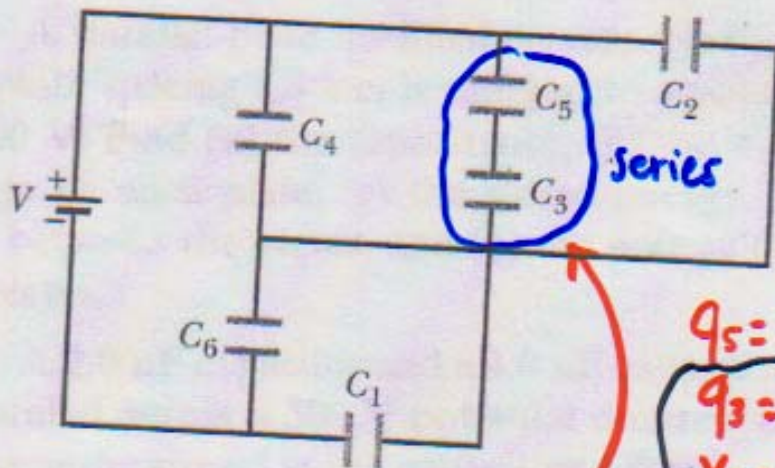 C₅
C₂
C₄
series
V
+
−
C₃
C₆
q₅=
q₃=
C₁